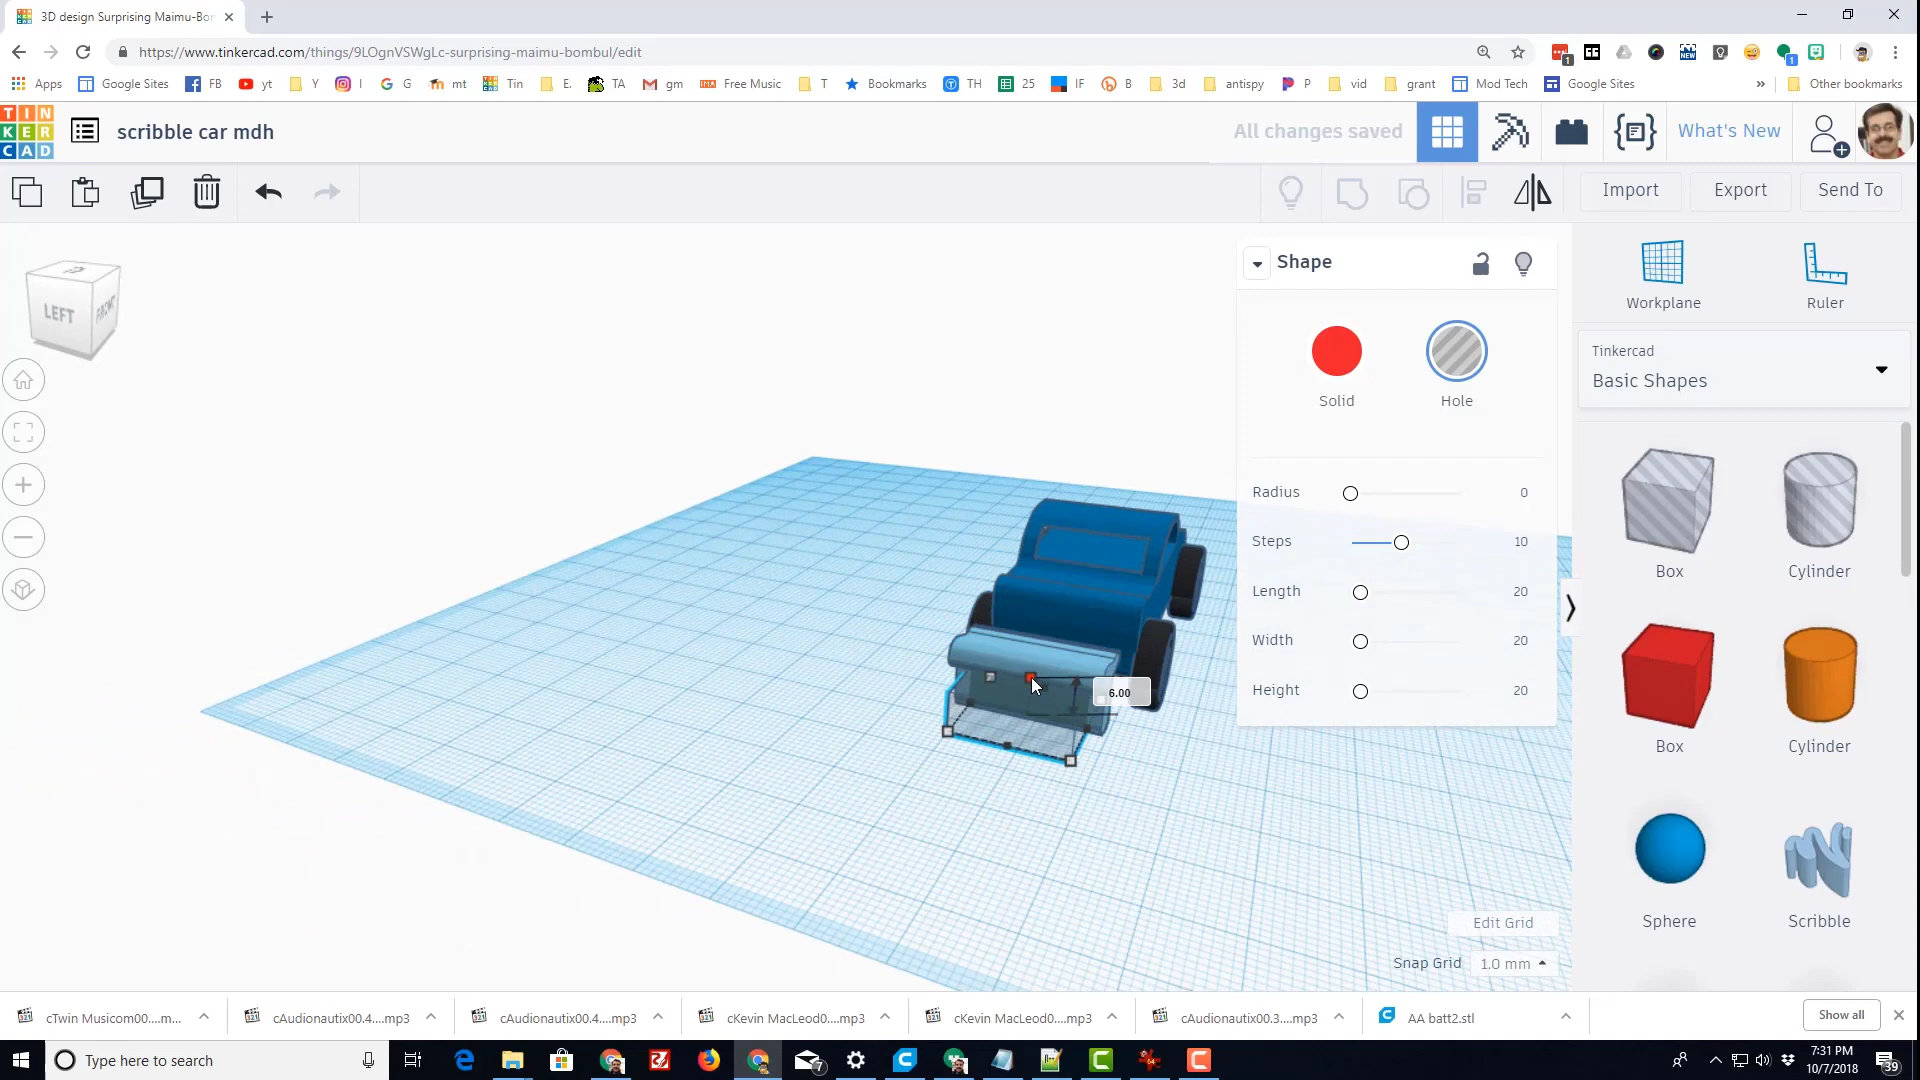 3D design Surprising Maimu-Bom
https://www.tinkercad.com/things/9LOgnVSWgLc-surprising-maimu-bombul/edit
Apps Google Sites FB yt Y I G mt Tin E. TA gm Free Music T Bookmarks TH 25 IF B 3d antispy P vid grant Mod Tech Google Sites » Other bookmarks
TIN
KER
CAD
scribble car mdh
All changes saved
What's New
Import Export Send To
LEFT FRONT
Shape
Solid Hole
Radius 0
Steps 10
Length 20
Width 20
Height 20
6.00
Workplane Ruler
Tinkercad
Basic Shapes
Box Cylinder
Box Cylinder
Sphere Scribble
Edit Grid
Snap Grid 1.0 mm
cTwin Musicom00....m... cAudionautix00.4....mp3 cAudionautix00.4....mp3 cKevin MacLeod0....mp3 cKevin MacLeod0....mp3 cAudionautix00.3....mp3 AA batt2.stl Show all
Type here to search
7
7:31 PM
10/7/2018
39